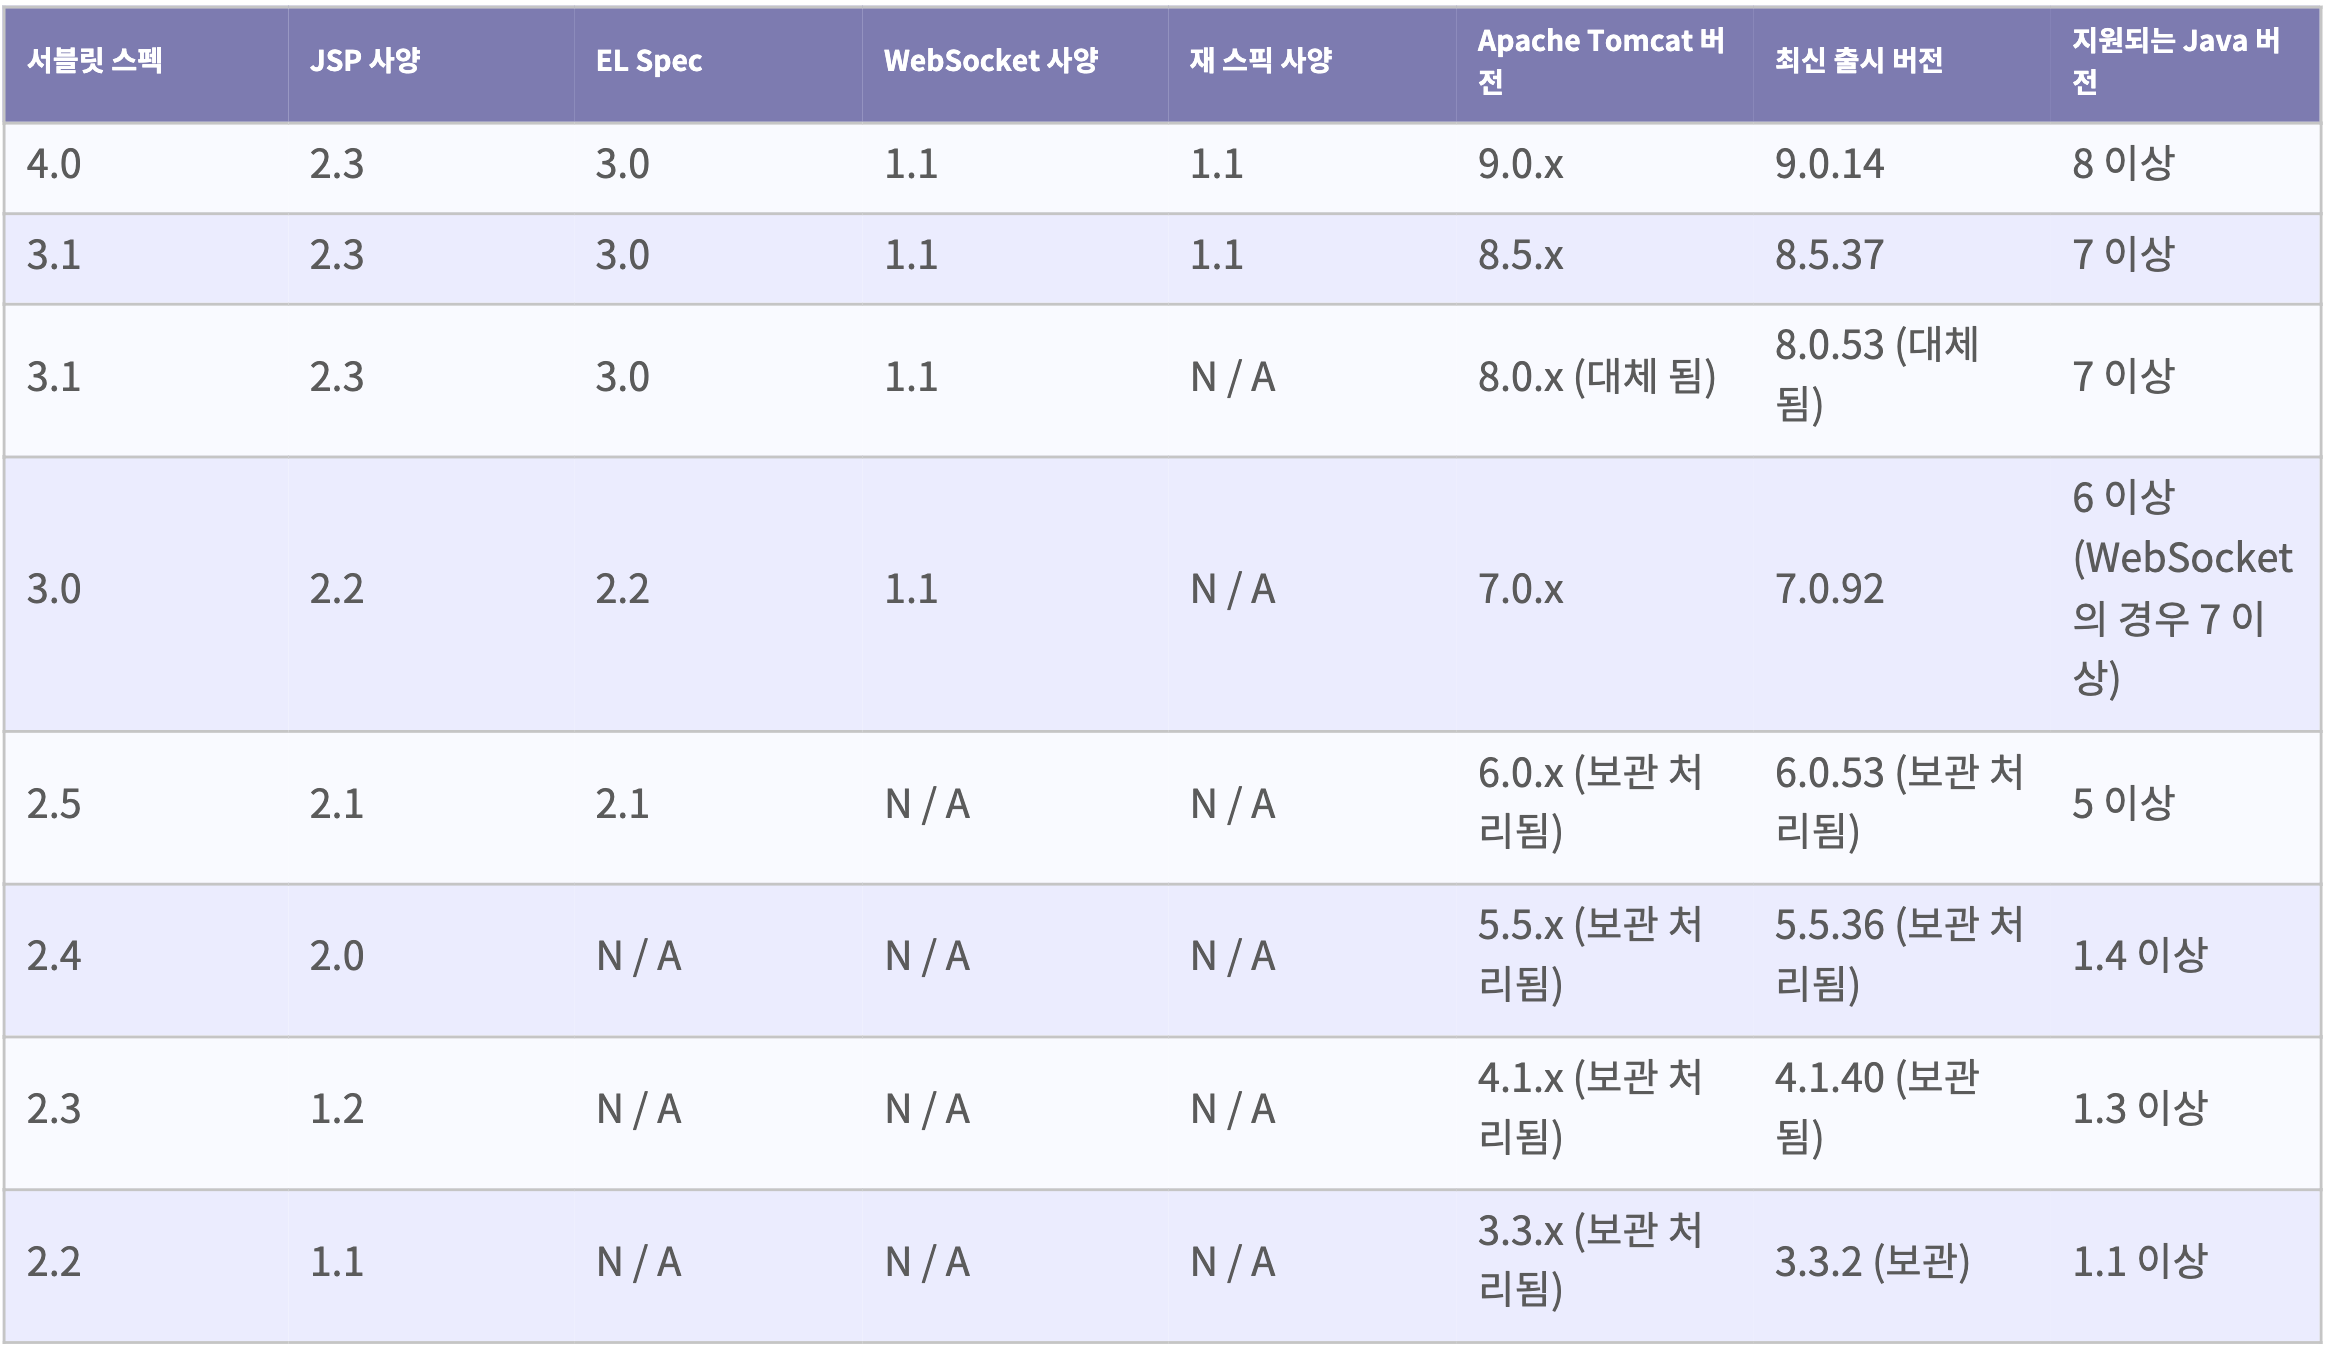 서블릿 스펙 JSP 사양 EL Spec WebSocket 사양 재 스픽 사양 Apache Tomcat 버전 최신 출시 버전 지원되는 Java 버전
4.0 2.3 3.0 1.1 1.1 9.0.x 9.0.14 8 이상
3.1 2.3 3.0 1.1 1.1 8.5.x 8.5.37 7 이상
3.1 2.3 3.0 1.1 N / A 8.0.x (대체 됨) 8.0.53 (대체 됨) 7 이상
3.0 2.2 2.2 1.1 N / A 7.0.x 7.0.92 6 이상 (WebSocket의 경우 7 이상)
2.5 2.1 2.1 N / A N / A 6.0.x (보관 처리됨) 6.0.53 (보관 처리됨) 5 이상
2.4 2.0 N / A N / A N / A 5.5.x (보관 처리됨) 5.5.36 (보관 처리됨) 1.4 이상
2.3 1.2 N / A N / A N / A 4.1.x (보관 처리됨) 4.1.40 (보관 됨) 1.3 이상
2.2 1.1 N / A N / A N / A 3.3.x (보관 처리됨) 3.3.2 (보관) 1.1 이상